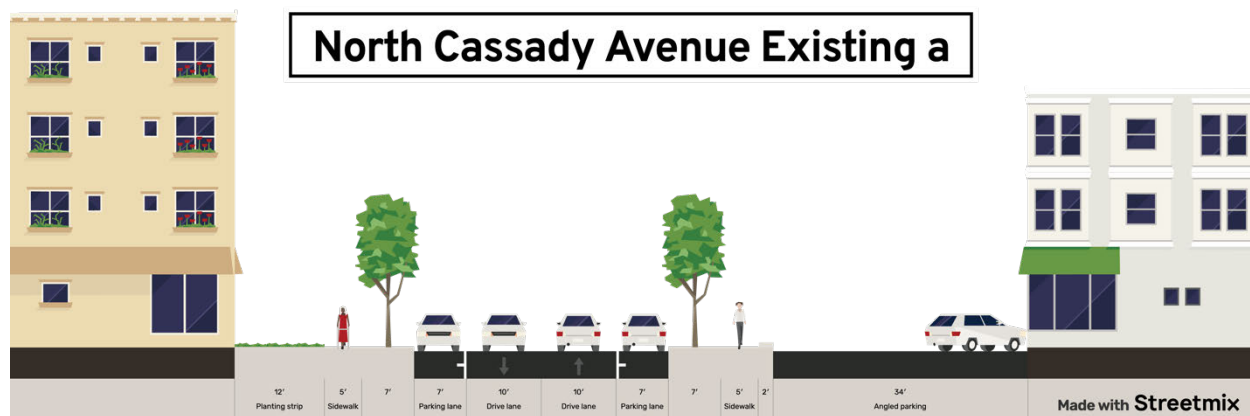 North Cassady Avenue Existing a
12' 5' 7' 7' 10' 10' 7' 7' 5' 2' 34'
Planting strip Sidewalk Parking lane Drive lane Drive lane Parking lane Sidewalk Angled parking
Made with Streetmix